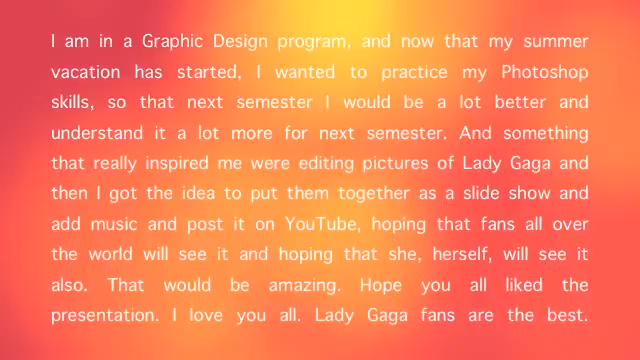 I am in a Graphic Design program, and now that my summer
vacation has started, I wanted to practice my Photoshop
skills, so that next semester I would be a lot better and
understand it a lot more for next semester. And something
that really inspired me were editing pictures of Lady Gaga and
then I got the idea to put them together as a slide show and
add music and post it on YouTube, hoping that fans all over
the world will see it and hoping that she, herself, will see it
also. That would be amazing. Hope you all liked the
presentation. I love you all. Lady Gaga fans are the best.